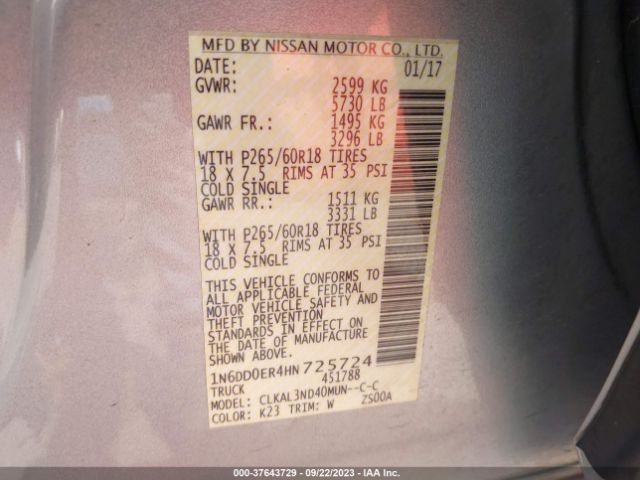 MFD BY NISSAN MOTOR CO., LTD.
DATE: 01/17
GVWR: 2599 KG
5730 LB
GAWR FR.: 1495 KG
3296 LB
WITH P265/60R18 TIRES
18 X 7.5 RIMS AT 35 PSI
COLD SINGLE
GAWR RR.: 1511 KG
3331 LB
WITH P265/60R18 TIRES
18 X 7.5 RIMS AT 35 PSI
COLD SINGLE
THIS VEHICLE CONFORMS TO
ALL APPLICABLE FEDERAL
MOTOR VEHICLE SAFETY AND
THEFT PREVENTION
STANDARDS IN EFFECT ON
THE DATE OF MANUFACTURE
SHOWN ABOVE.
1N6DD0ER4HN725724
TRUCK 451788
MODEL: CLKAL3ND40MUN--C-C
COLOR: K23 TRIM: W ZS00A
000-37643729 - 09/22/2023 - IAA Inc.